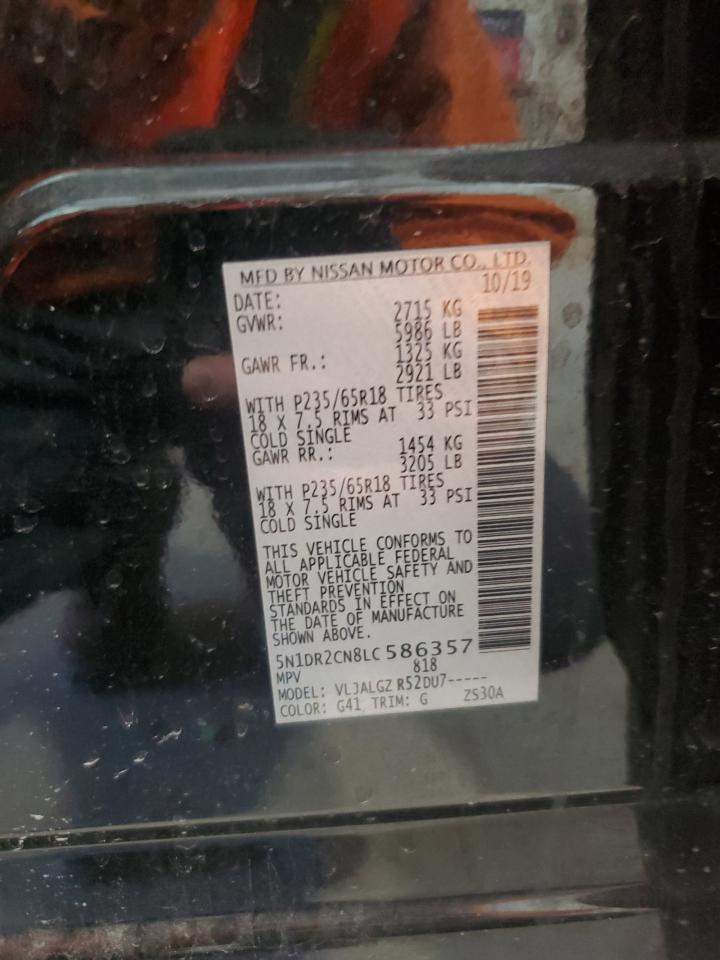 MFD BY NISSAN MOTOR CO., LTD.
DATE: 10/19
GVWR: 2715 KG
5986 LB
GAWR FR.: 1325 KG
2921 LB
WITH P235/65R18 TIRES
18 X 7.5 RIMS AT 33 PSI
COLD SINGLE
GAWR RR.: 1454 KG
3205 LB
WITH P235/65R18 TIRES
18 X 7.5 RIMS AT 33 PSI
COLD SINGLE
THIS VEHICLE CONFORMS TO
ALL APPLICABLE FEDERAL
MOTOR VEHICLE SAFETY AND
THEFT PREVENTION
STANDARDS IN EFFECT ON
THE DATE OF MANUFACTURE
SHOWN ABOVE.
5N1DR2CN8LC586357
MPV 818
MODEL: VLJALGZ R52DU7-----
COLOR: G41 TRIM: G ZS30A